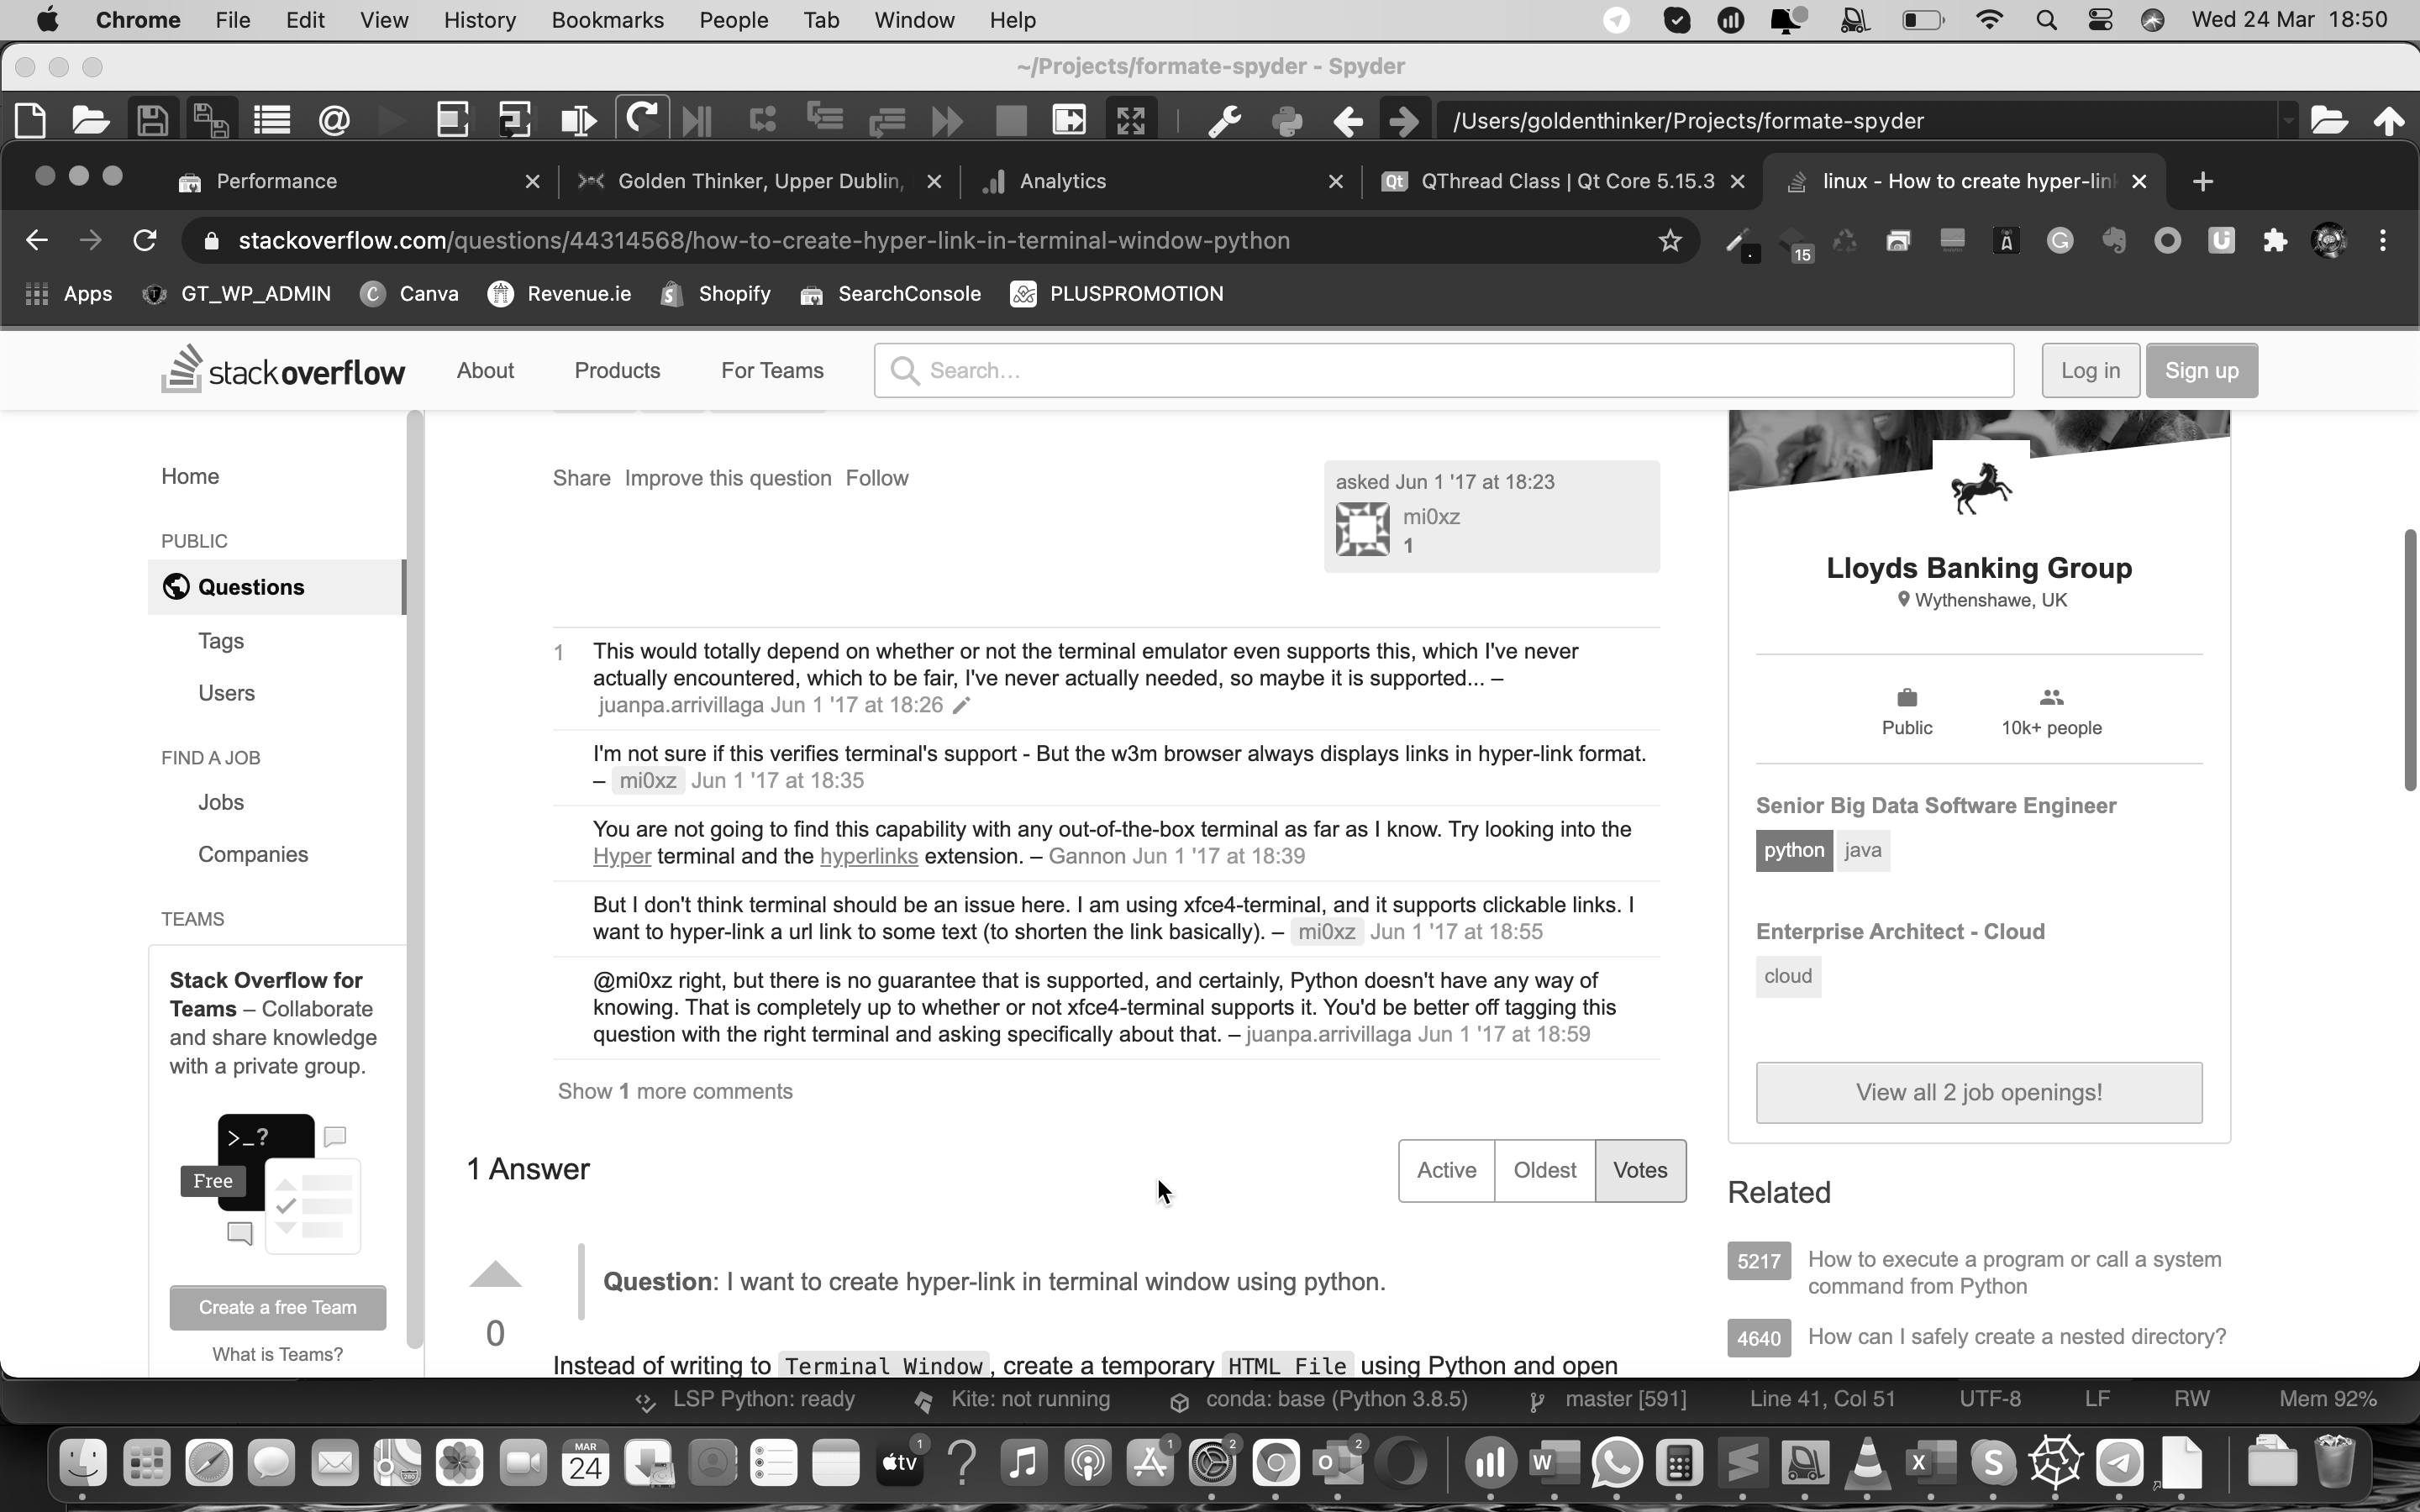 Chrome File Edit View History Bookmarks People Tab Window Help Wed 24 Mar 18:50
~/Projects/formate-spyder - Spyder
/Users/goldenthinker/Projects/formate-spyder
Performance Golden Thinker, Upper Dublin, Analytics QThread Class | Qt Core 5.15.3 linux - How to create hyper-lin
stackoverflow.com/questions/44314568/how-to-create-hyper-link-in-terminal-window-python
15
Apps GT_WP_ADMIN Canva Revenue.ie Shopify SearchConsole PLUSPROMOTION
stackoverflow About Products For Teams Search... Log in Sign up
Home
PUBLIC
Questions
Tags
Users
FIND A JOB
Jobs
Companies
TEAMS
Stack Overflow for
Teams – Collaborate
and share knowledge
with a private group.
>_?
Free
Create a free Team
What is Teams?
Share Improve this question Follow
asked Jun 1 '17 at 18:23
mi0xz
1
1 This would totally depend on whether or not the terminal emulator even supports this, which I've never
actually encountered, which to be fair, I've never actually needed, so maybe it is supported... –
juanpa.arrivillaga Jun 1 '17 at 18:26
I'm not sure if this verifies terminal's support - But the w3m browser always displays links in hyper-link format.
– mi0xz Jun 1 '17 at 18:35
You are not going to find this capability with any out-of-the-box terminal as far as I know. Try looking into the
Hyper terminal and the hyperlinks extension. – Gannon Jun 1 '17 at 18:39
But I don't think terminal should be an issue here. I am using xfce4-terminal, and it supports clickable links. I
want to hyper-link a url link to some text (to shorten the link basically). – mi0xz Jun 1 '17 at 18:55
@mi0xz right, but there is no guarantee that is supported, and certainly, Python doesn't have any way of
knowing. That is completely up to whether or not xfce4-terminal supports it. You'd be better off tagging this
question with the right terminal and asking specifically about that. – juanpa.arrivillaga Jun 1 '17 at 18:59
Show 1 more comments
1 Answer
Active Oldest Votes
0
Question: I want to create hyper-link in terminal window using python.
Instead of writing to Terminal Window, create a temporary HTML File using Python and open
Lloyds Banking Group
Wythenshawe, UK
Public 10k+ people
Senior Big Data Software Engineer
python java
Enterprise Architect - Cloud
cloud
View all 2 job openings!
Related
5217 How to execute a program or call a system
command from Python
4640 How can I safely create a nested directory?
LSP Python: ready Kite: not running conda: base (Python 3.8.5) master [591] Line 41, Col 51 UTF-8 LF RW Mem 92%
MAR
24
tv
1
1
2
2